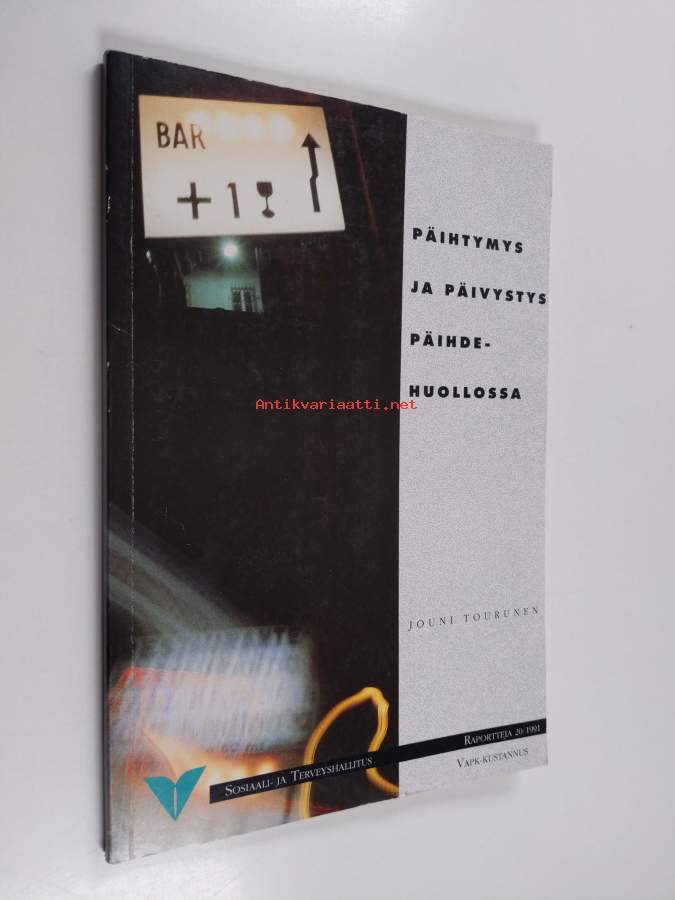 BAR
+1
PÄIHTYMYS
JA PÄIVYSTYS
PÄIHDE-
HUOLLOSSA
Antikvariaatti.net
JOUNI TOURUNEN
SOSIAALI- JA TERVEYSHALLITUS
RAPORTTEJA 20/1991
VAPK-KUSTANNUS